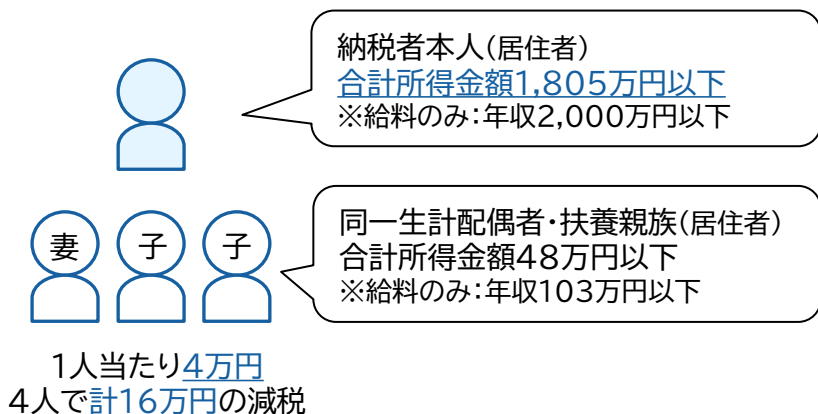 納税者本人(居住者)
合計所得金額1,805万円以下
※給料のみ:年収2,000万円以下
妻 子 子
同一生計配偶者・扶養親族(居住者)
合計所得金額48万円以下
※給料のみ:年収103万円以下
1人当たり4万円
4人で計16万円の減税